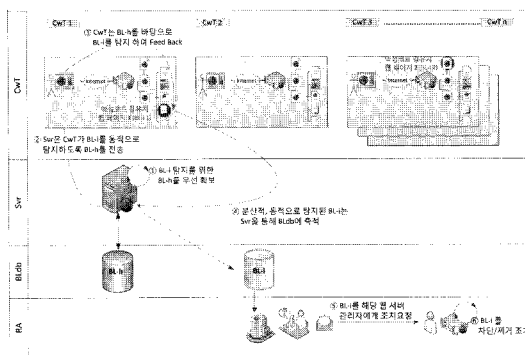 CwT 1
CwT 2
CwT 3
CwT n
③ CwT는 BL-h를 바탕으로
BL-i를 탐지 하여 Feed Back
Internet
Internet
Internet
CwT
2: Svr은 CwT가 BL-i를 동적으로
탐지하도록 BL-h를 전송
① BL-i 탐지를 위한
BL-h를 우선 확보
Svr
④ 분산적, 동적으로 탐지된 BL-i는
Svr을 통해 BLdb에 축적
BLdb
BL-h
BL-i
RA
⑤ BL-i를 해당 웹 서버
관리자에게 조치요청
⑥ BL-i 를
차단/제거 조치